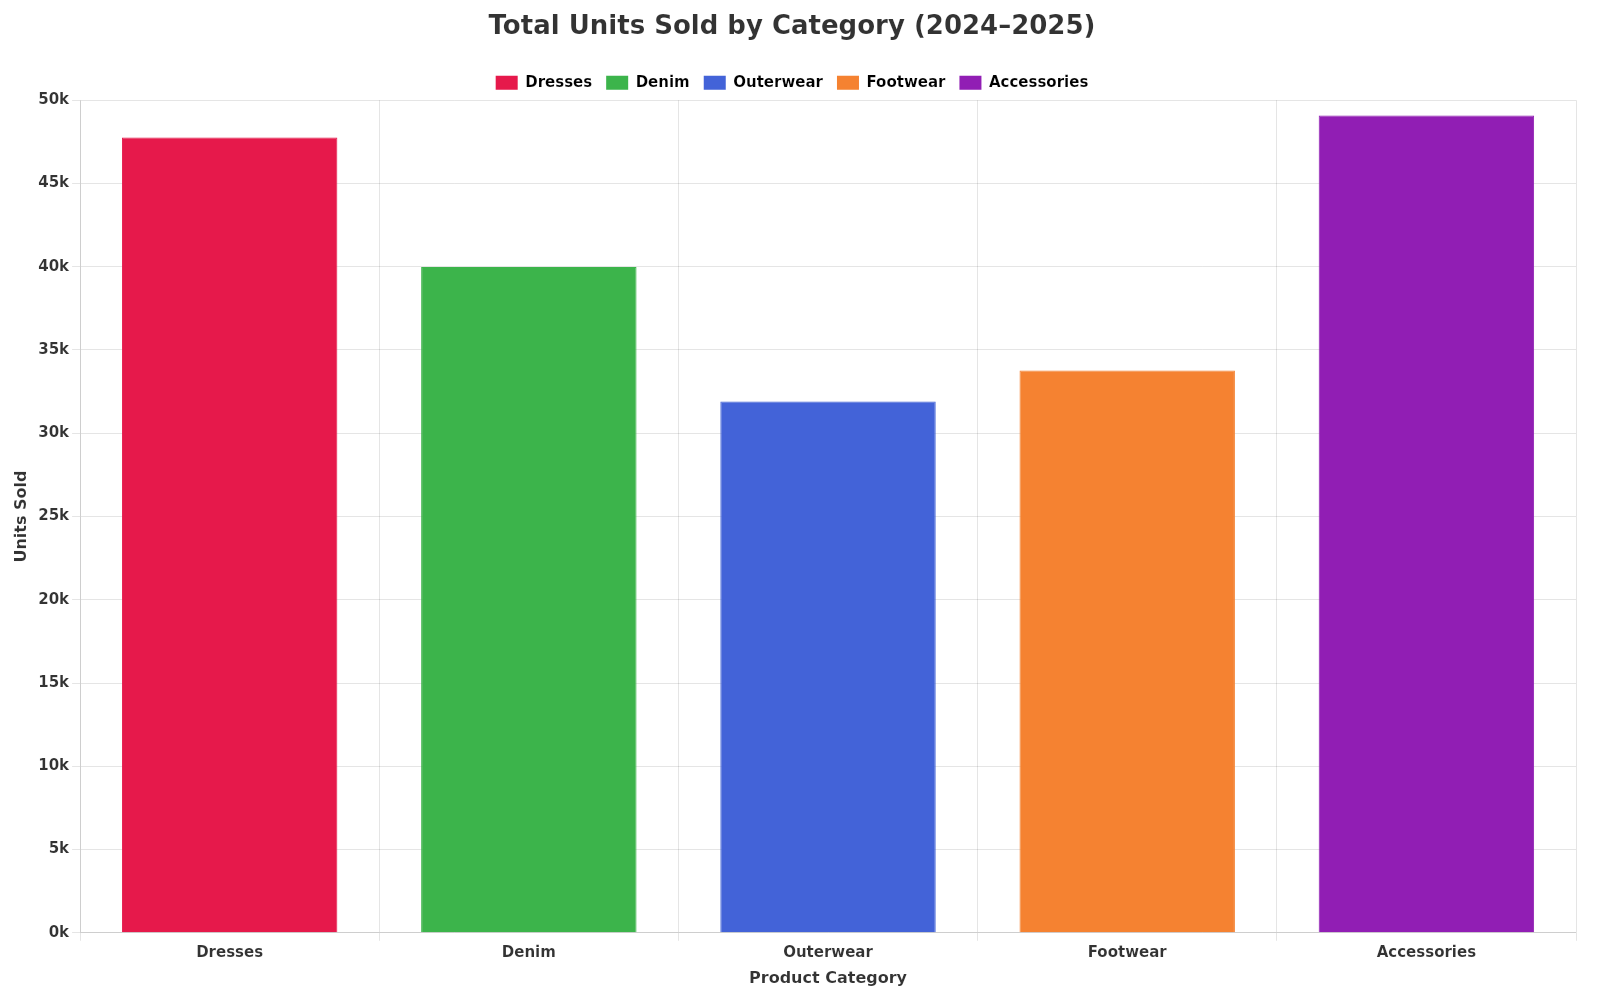 Total Units Sold by Category (2024–2025)
Dresses Denim Outerwear Footwear Accessories
50k
45k
40k
35k
30k
25k
20k
15k
10k
5k
0k
Units Sold
Dresses Denim Outerwear Footwear Accessories
Product Category